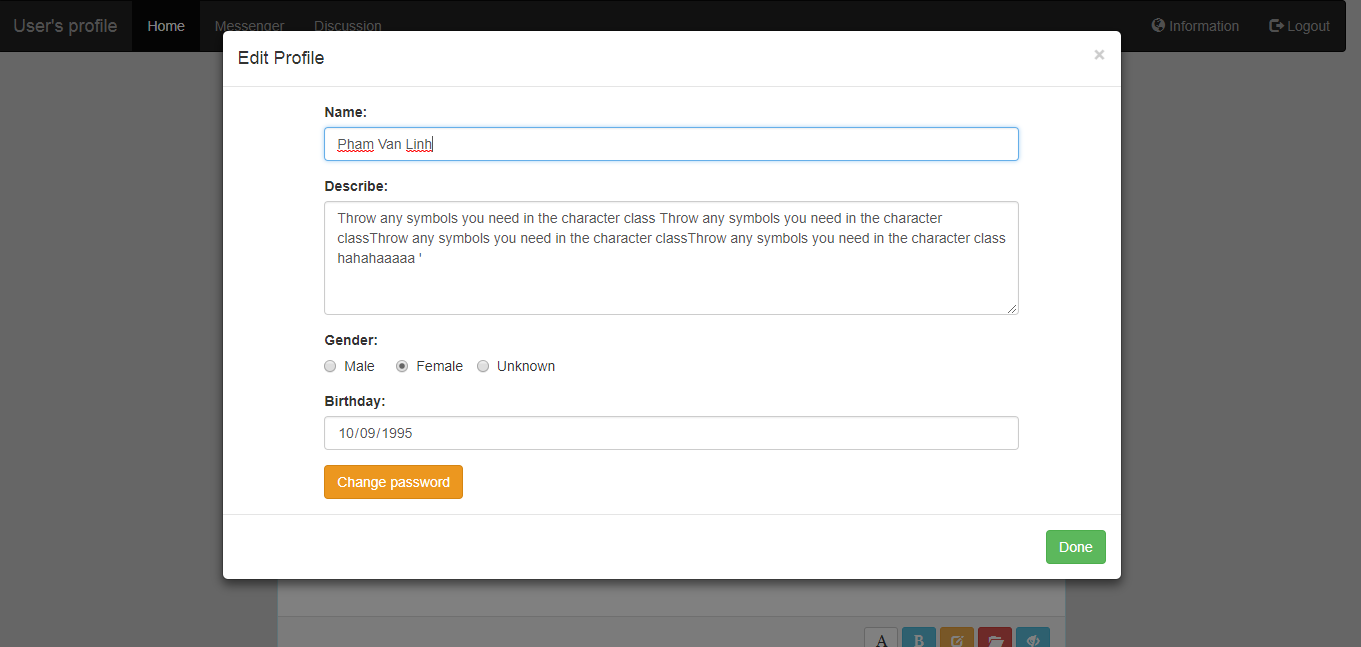 User's profile Home Messenger Discussion Information Logout
Edit Profile ×
Name:
Pham Van Linh
Describe:
Throw any symbols you need in the character class Throw any symbols you need in the character
classThrow any symbols you need in the character classThrow any symbols you need in the character class
hahahaaaaa '
Gender:
Male Female Unknown
Birthday:
10/09/1995
Change password
Done
A B